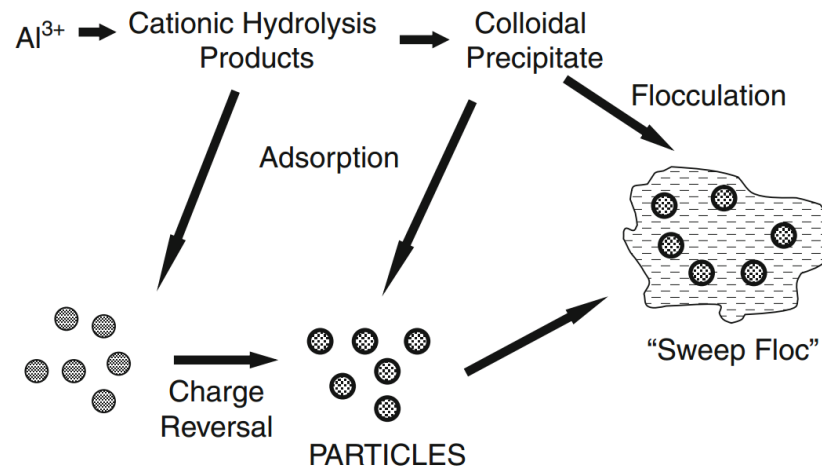 Al³⁺
Cationic Hydrolysis
Products
Colloidal
Precipitate
Flocculation
Adsorption
“Sweep Floc”
Charge
Reversal
PARTICLES